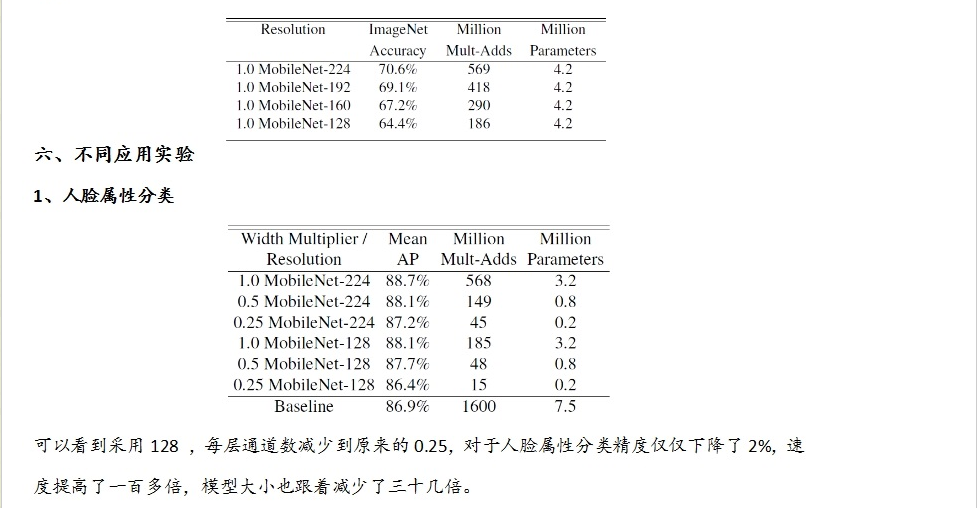 Resolution ImageNet Million Million
Accuracy Mult-Adds Parameters
1.0 MobileNet-224 70.6% 569 4.2
1.0 MobileNet-192 69.1% 418 4.2
1.0 MobileNet-160 67.2% 290 4.2
1.0 MobileNet-128 64.4% 186 4.2
六、不同应用实验
1、人脸属性分类
Width Multiplier / Mean Million Million
Resolution AP Mult-Adds Parameters
1.0 MobileNet-224 88.7% 568 3.2
0.5 MobileNet-224 88.1% 149 0.8
0.25 MobileNet-224 87.2% 45 0.2
1.0 MobileNet-128 88.1% 185 3.2
0.5 MobileNet-128 87.7% 48 0.8
0.25 MobileNet-128 86.4% 15 0.2
Baseline 86.9% 1600 7.5
可以看到采用 128 ，每层通道数减少到原来的 0.25，对于人脸属性分类精度仅仅下降了 2%，速
度提高了一百多倍，模型大小也跟着减少了三十几倍。